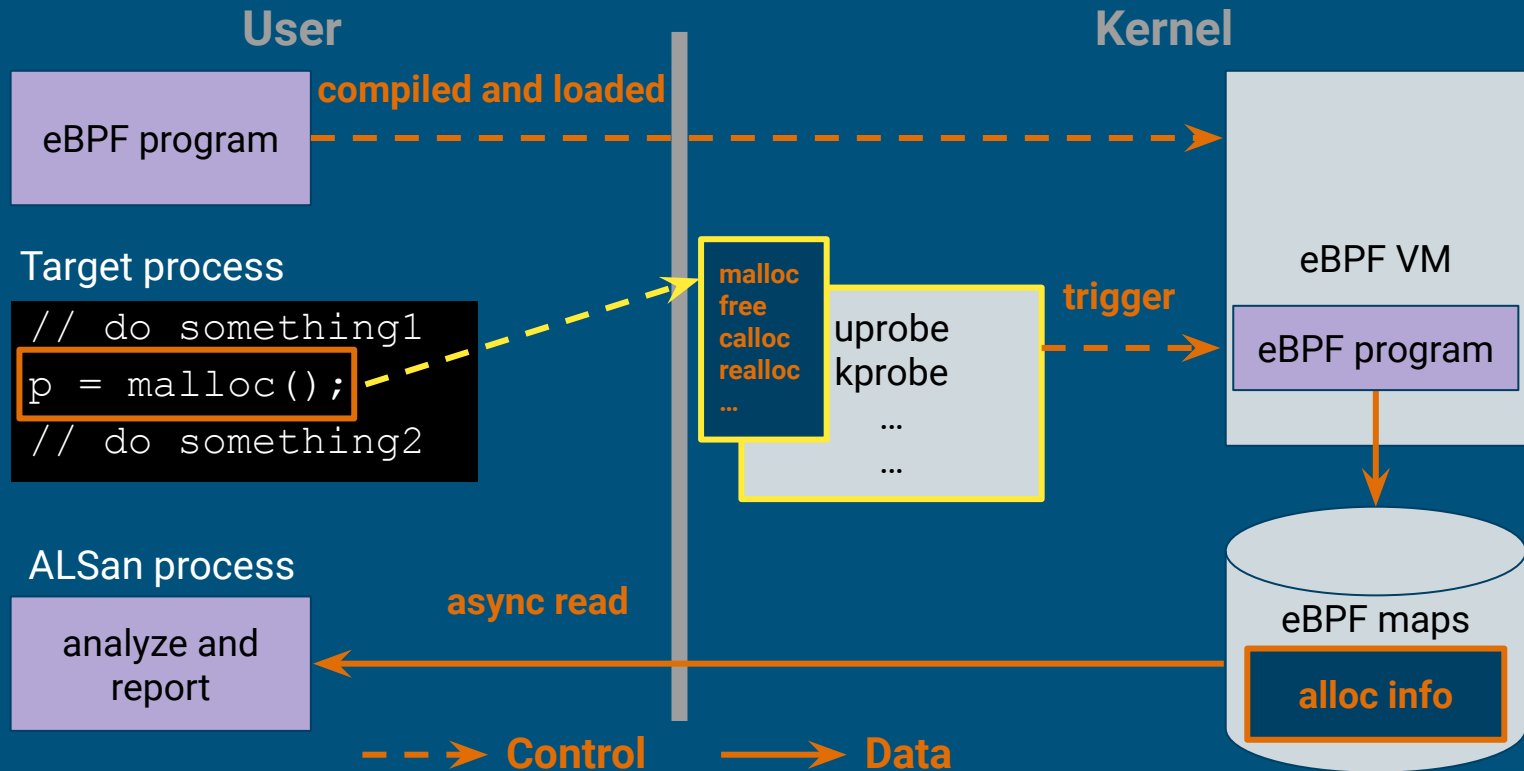 User
Kernel
compiled and loaded
eBPF program
Target process
// do something1
p = malloc();
// do something2
malloc
free
calloc
realloc
…
uprobe
kprobe
…
…
trigger
eBPF VM
eBPF program
ALSan process
analyze and
report
async read
eBPF maps
alloc info
Control
Data